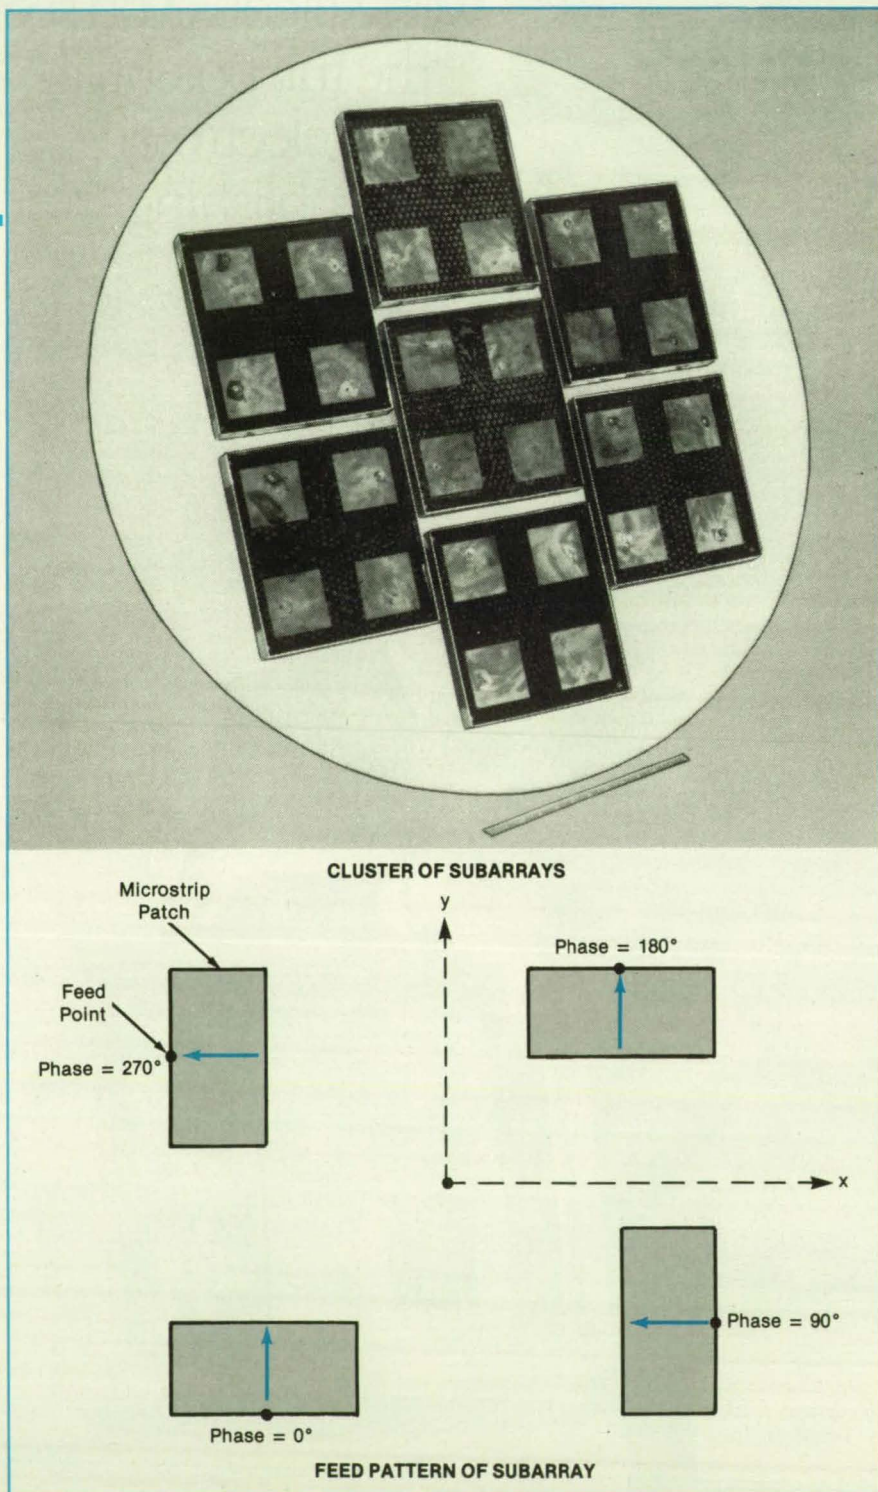 CLUSTER OF SUBARRAYS
Microstrip
Patch
y
Phase = 180°
Feed
Point
Phase = 270°
x
Phase = 90°
Phase = 0°
FEED PATTERN OF SUBARRAY